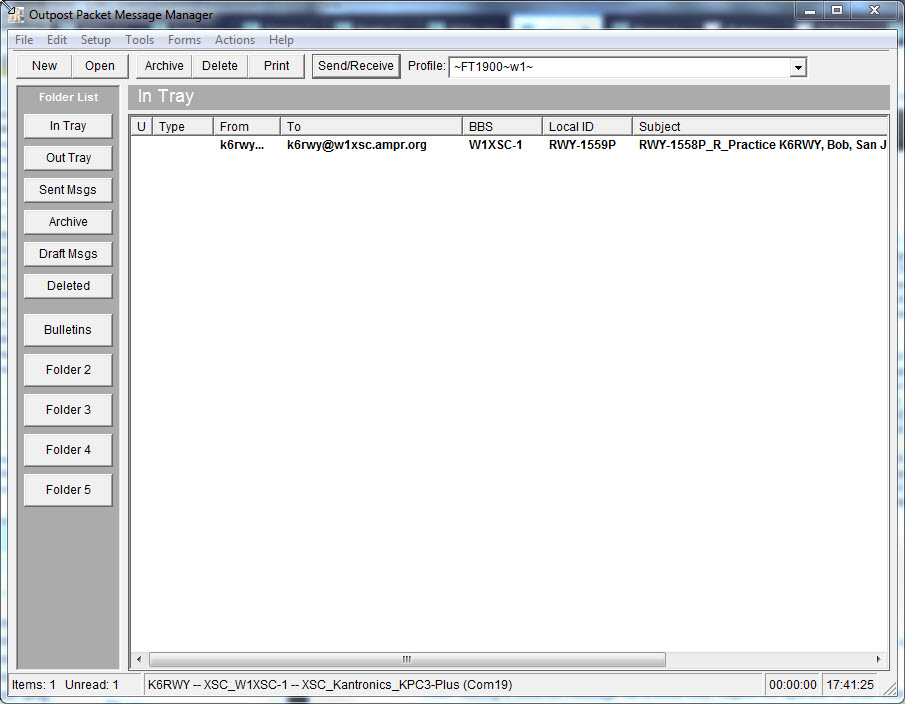 Outpost Packet Message Manager
File Edit Setup Tools Forms Actions Help
New Open Archive Delete Print Send/Receive Profile: ~FT1900~w1~
Folder List
In Tray
Out Tray
Sent Msgs
Archive
Draft Msgs
Deleted
Bulletins
Folder 2
Folder 3
Folder 4
Folder 5
In Tray
U Type From To BBS Local ID Subject
k6rwy... k6rwy@w1xsc.ampr.org W1XSC-1 RWY-1559P RWY-1558P_R_Practice K6RWY, Bob, San J
Items: 1 Unread: 1 K6RWY -- XSC_W1XSC-1 -- XSC_Kantronics_KPC3-Plus (Com19) 00:00:00 17:41:25